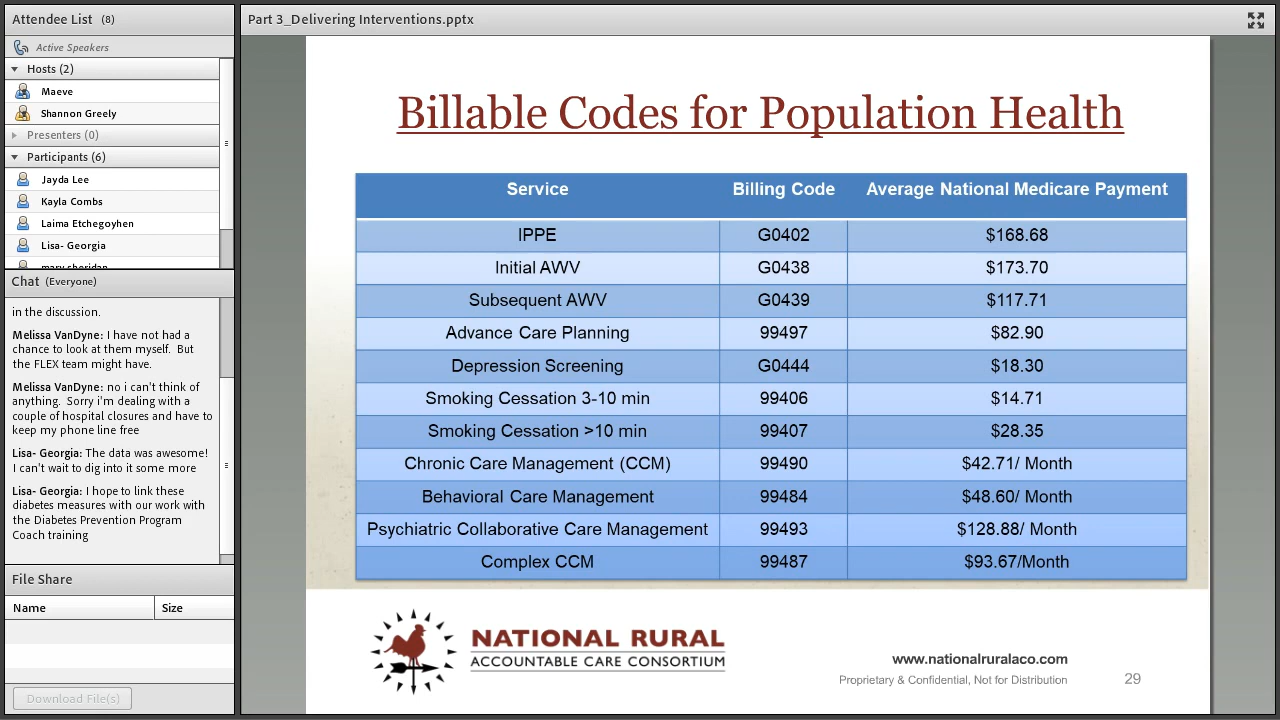 Attendee List (8)
Active Speakers
Hosts (2)
Maeve
Shannon Greely
Presenters (0)
Participants (6)
Jayda Lee
Kayla Combs
Laima Etchegoyhen
Lisa- Georgia
mary sheridan
Chat (Everyone)
in the discussion.
Melissa VanDyne: I have not had a
chance to look at them myself. But
the FLEX team might have.
Melissa VanDyne: no i can't think of
anything. Sorry i'm dealing with a
couple of hospital closures and have to
keep my phone line free
Lisa- Georgia: The data was awesome!
I can't wait to dig into it some more
Lisa- Georgia: I hope to link these
diabetes measures with our work with
the Diabetes Prevention Program
Coach training
File Share
Name Size
Download File(s)
Part 3_Delivering Interventions.pptx
Billable Codes for Population Health
Service Billing Code Average National Medicare Payment
IPPE G0402 $168.68
Initial AWV G0438 $173.70
Subsequent AWV G0439 $117.71
Advance Care Planning 99497 $82.90
Depression Screening G0444 $18.30
Smoking Cessation 3-10 min 99406 $14.71
Smoking Cessation >10 min 99407 $28.35
Chronic Care Management (CCM) 99490 $42.71/ Month
Behavioral Care Management 99484 $48.60/ Month
Psychiatric Collaborative Care Management 99493 $128.88/ Month
Complex CCM 99487 $93.67/Month
NATIONAL RURAL
ACCOUNTABLE CARE CONSORTIUM
www.nationalruralaco.com
Proprietary & Confidential, Not for Distribution
29